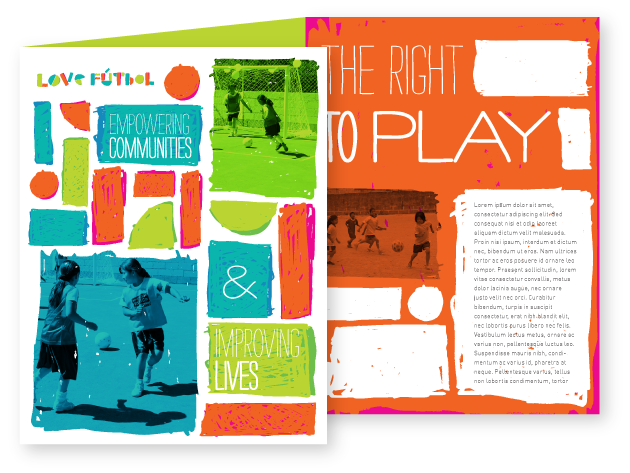 LOVE FÚTBOL
EMPOWERING
COMMUNITIES
&
IMPROVING
LIVES
THE RIGHT
TO PLAY
Lorem ipsum dolor sit amet,
consectetur adipiscing elit. Sed
consequat nisi et odio laoreet
aliquam dictum velit malesuada.
Proin nisi ipsum, interdum at dictum
vel, bibendum ut eros. Nam ultrices
tortor ac eros posuere id ornare leo
tempor. Praesent sollicitudin, lorem
vitae consectetur convallis, metus
dolor lacinia augue, nec ornare
justo velit nec orci. Curabitur
bibendum, turpis in suscipit
consectetur, erat nibh blandit elit,
nec lobortis purus libero nec felis.
Vestibulum lectus metus, ornare ac
varius non, pellentesque luctus leo.
Suspendisse mauris nibh, condi-
mentum ac varius id, pharetra at
neque. Pellentesque varius, tellus
non lobortis condimentum, tortor